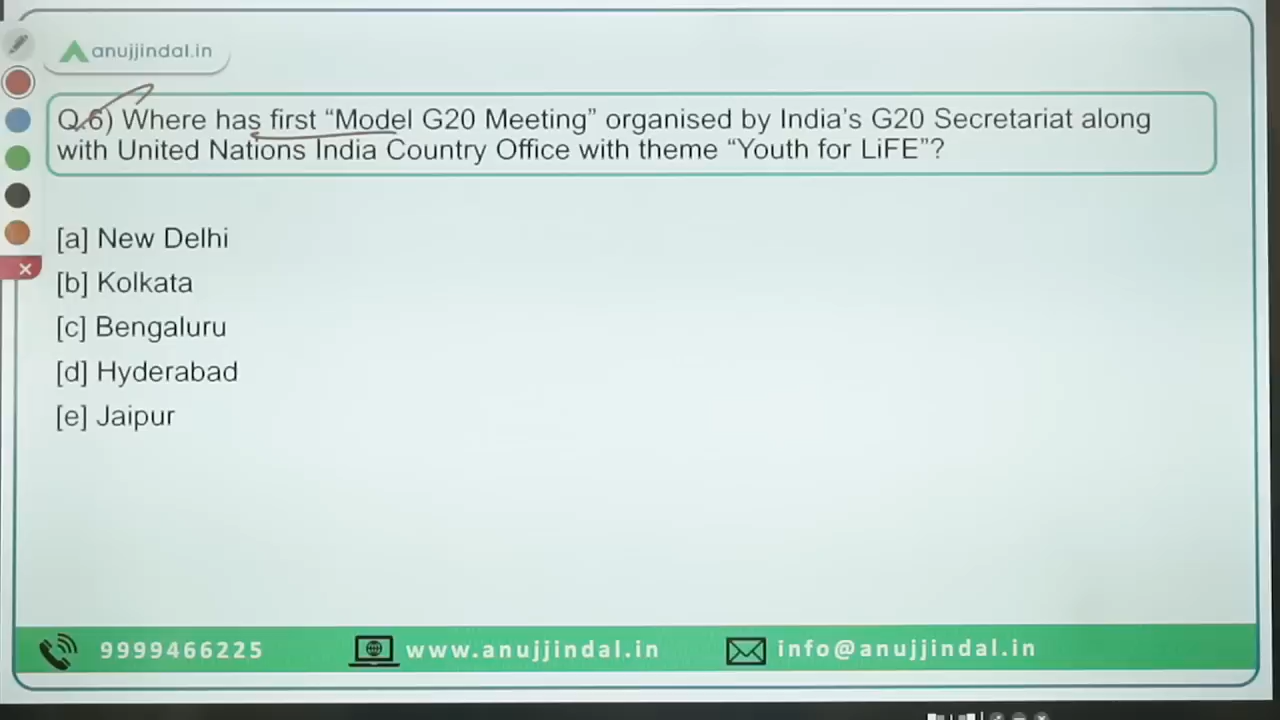 anujjindal.in
Q.6) Where has first “Model G20 Meeting” organised by India’s G20 Secretariat along
with United Nations India Country Office with theme “Youth for LiFE”?
[a] New Delhi
[b] Kolkata
[c] Bengaluru
[d] Hyderabad
[e] Jaipur
9999466225 www.anujjindal.in info@anujjindal.in